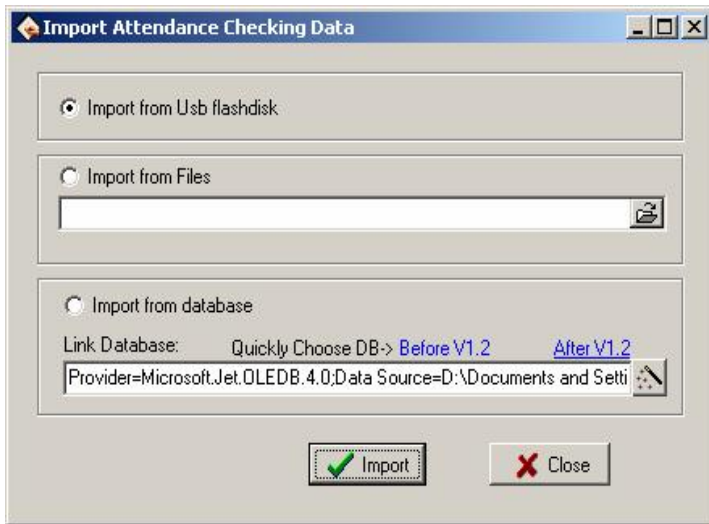 Import Attendance Checking Data
Import from Usb flashdisk
Import from Files
Import from database
Link Database: Quickly Choose DB-> Before V1.2 After V1.2
Provider=Microsoft.Jet.OLEDB.4.0;Data Source=D:\Documents and Setti
Import Close